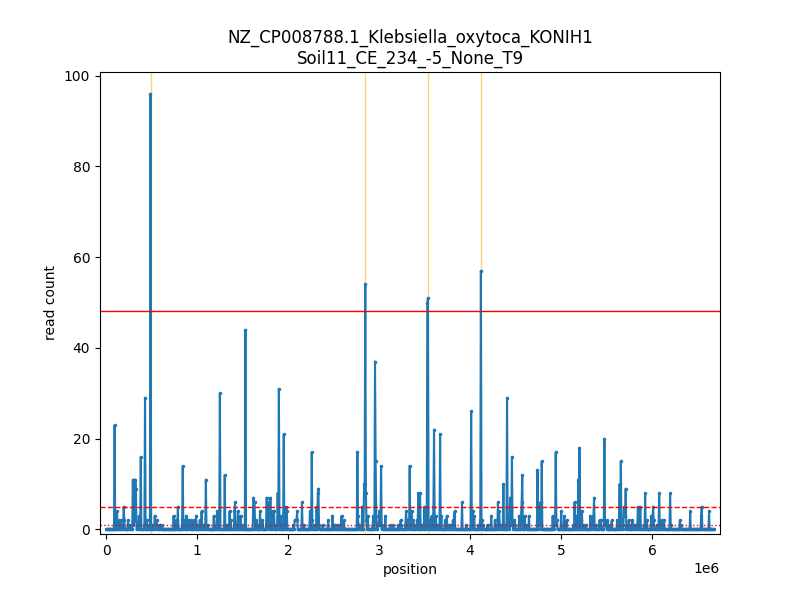 NZ_CP008788.1_Klebsiella_oxytoca_KONIH1
Soil11_CE_234_-5_None_T9
100
80
60
40
20
0
read count
0 1 2 3 4 5 6
1e6
position